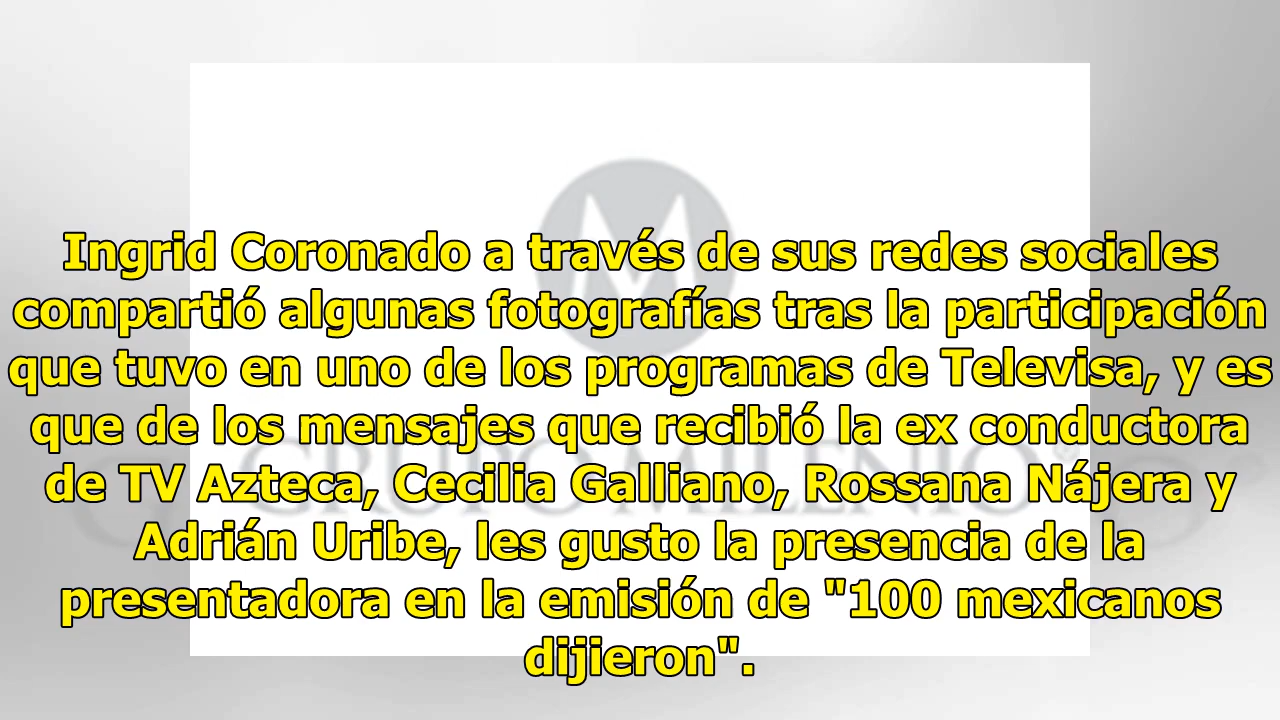 M
Ingrid Coronado a través de sus redes sociales
compartió algunas fotografías tras la participación
que tuvo en uno de los programas de Televisa, y es
que de los mensajes que recibió la ex conductora
GRUPO MILENIO®
de TV Azteca, Cecilia Galliano, Rossana Nájera y
Adrián Uribe, les gusto la presencia de la
presentadora en la emisión de "100 mexicanos
dijieron".